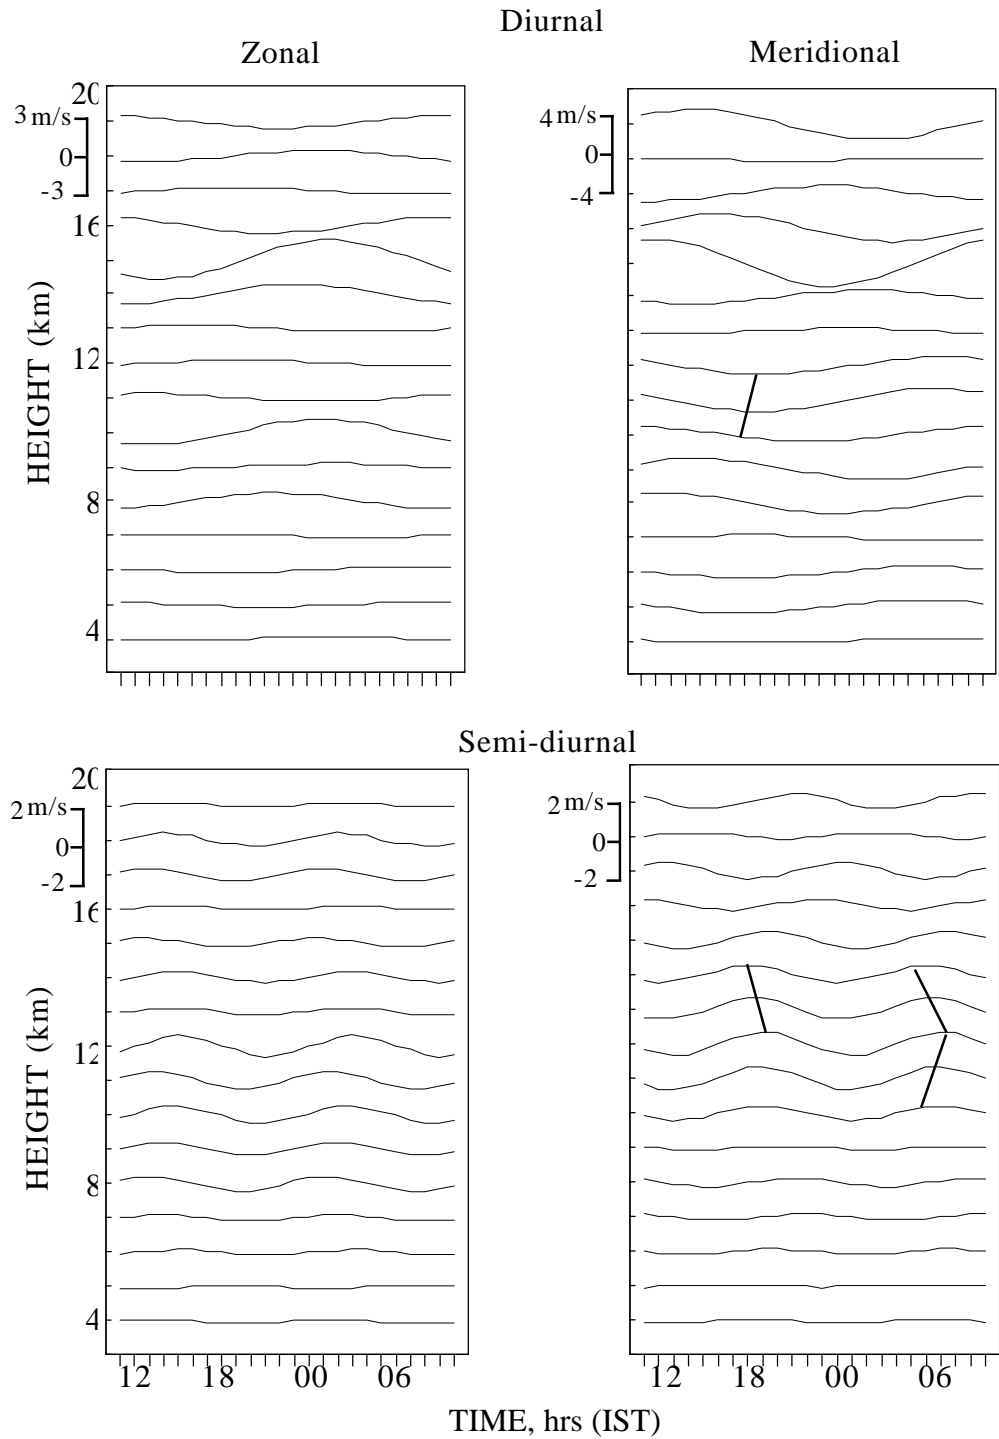 Diurnal
Zonal
Meridional
20
3 m/s
0
-3
16
12
8
4
HEIGHT (km)
4 m/s
0
-4
Semi-diurnal
20
2 m/s
0
-2
16
12
8
4
HEIGHT (km)
2 m/s
0
-2
12 18 00 06
12 18 00 06
TIME, hrs (IST)